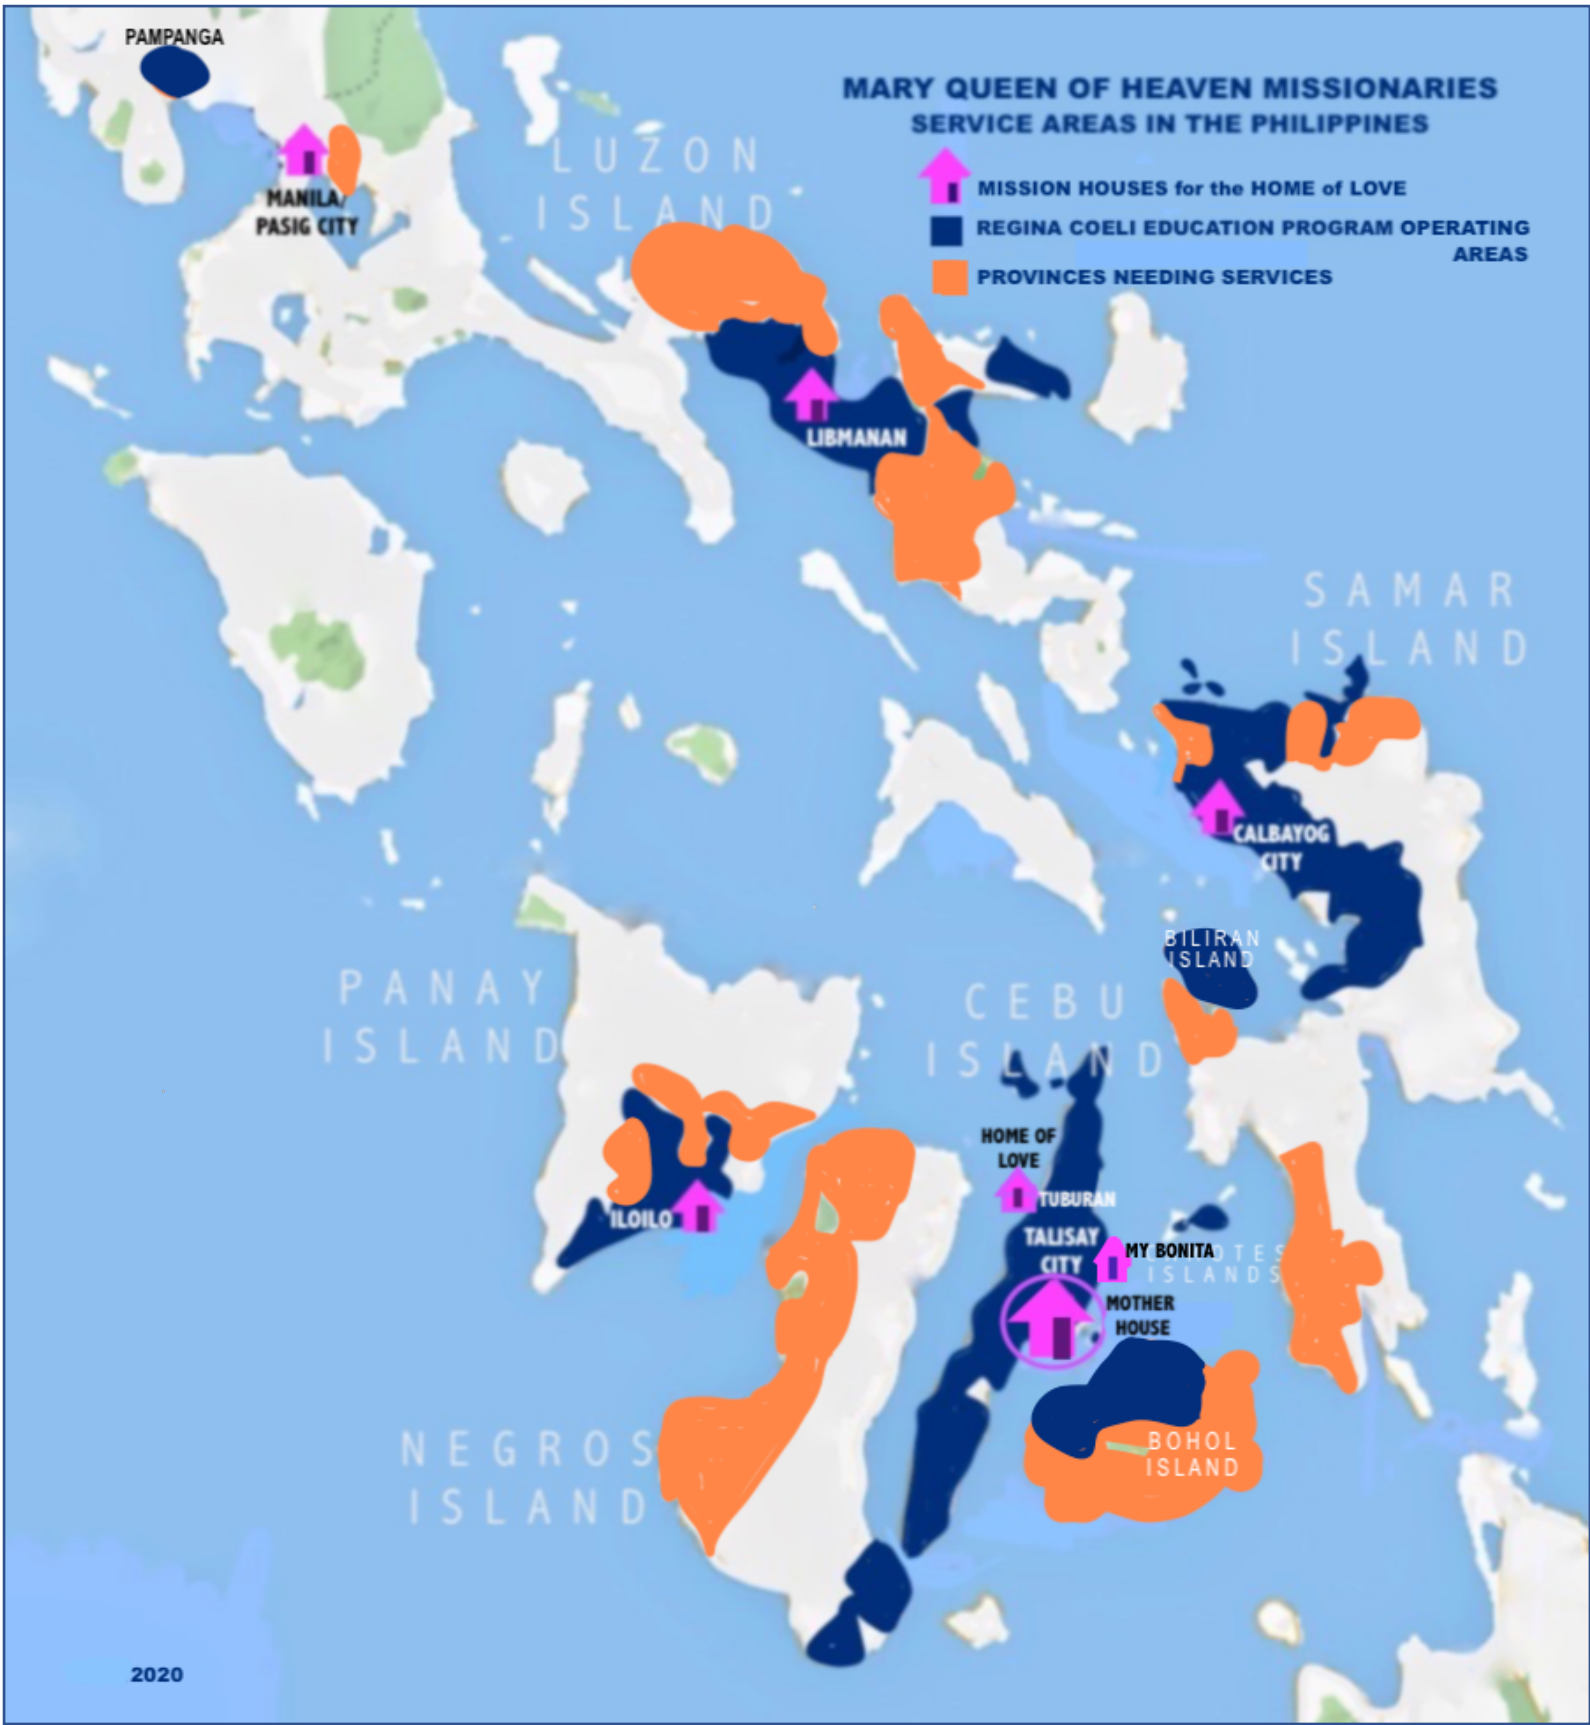 PAMPANGA
MARY QUEEN OF HEAVEN MISSIONARIES
SERVICE AREAS IN THE PHILIPPINES
MISSION HOUSES for the HOME of LOVE
REGINA COELI EDUCATION PROGRAM OPERATING
AREAS
PROVINCES NEEDING SERVICES
LUZON
ISLAND
MANILA/
PASIG CITY
LIBMANAN
SAMAR
ISLAND
CALBAYOG
CITY
BILIRAN
ISLAND
PANAY
ISLAND
CEBU
ISLAND
HOME OF
LOVE
TUBURAN
ILOILO
TALISAY
CITY
MY BONITA
OTES
ISLANDS
MOTHER
HOUSE
BOHOL
ISLAND
NEGROS
ISLAND
2020